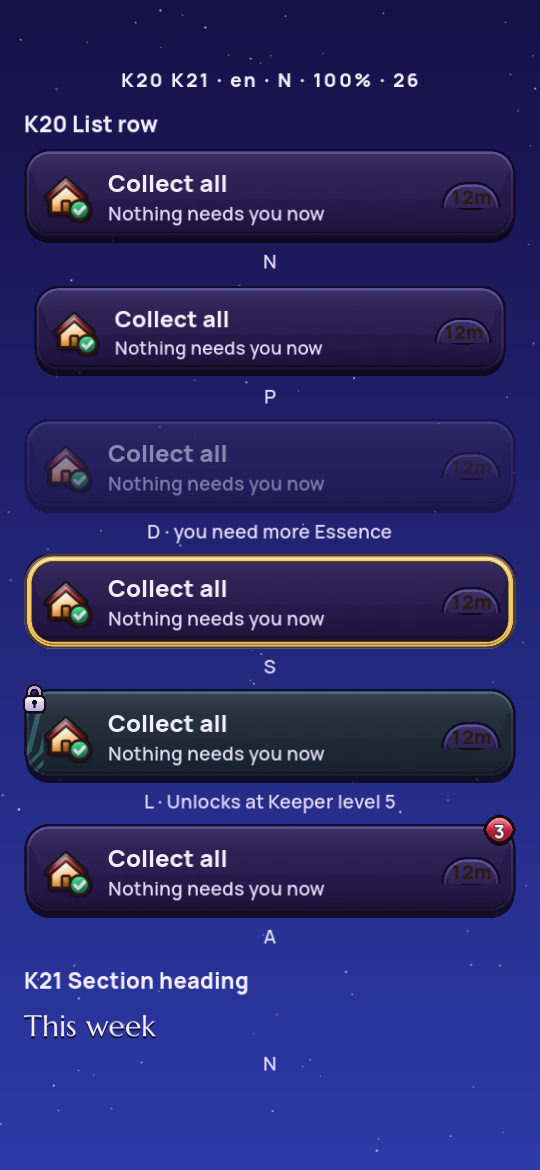 K20 K21 · en · N · 100% · 26
K20 List row
Collect all
Nothing needs you now
12m
N
Collect all
Nothing needs you now
12m
P
Collect all
Nothing needs you now
12m
D · you need more Essence
Collect all
Nothing needs you now
12m
S
Collect all
Nothing needs you now
12m
L · Unlocks at Keeper level 5
3
Collect all
Nothing needs you now
12m
A
K21 Section heading
This week
N